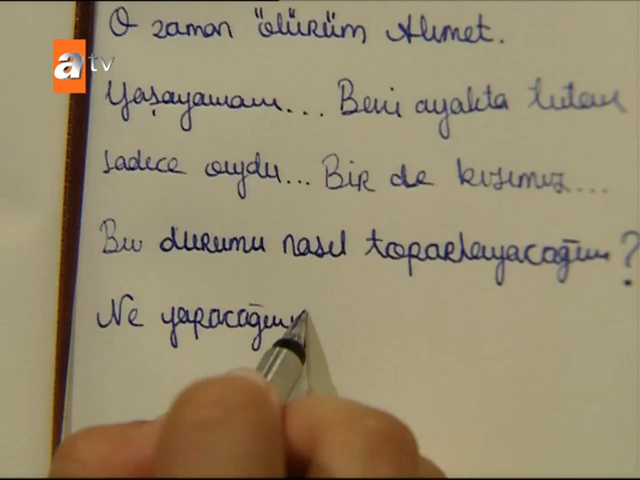 atv
O zaman ölürüm Ahmet.
Yaşayamam... Beni ayakta tutan
sadece oydu... Bir de kızımız...
Bu durumu nasıl toparlayacağım?
Ne yapacağım